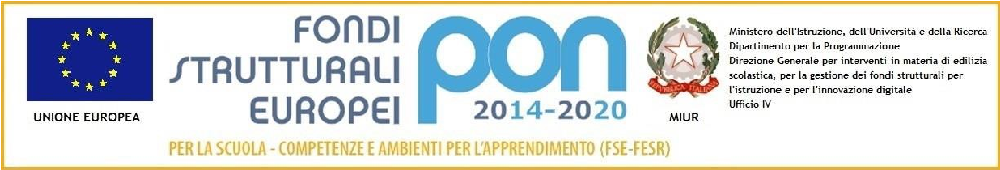 UNIONE EUROPEA
FONDI
STRUTTURALI
EUROPEI
pon
2014-2020
PER LA SCUOLA - COMPETENZE E AMBIENTI PER L'APPRENDIMENTO (FSE-FESR)
REPVBBLICA ITALIANA
MIUR
Ministero dell'Istruzione, dell'Università e della Ricerca
Dipartimento per la Programmazione
Direzione Generale per interventi in materia di edilizia
scolastica, per la gestione dei fondi strutturali per
l'istruzione e per l'innovazione digitale
Ufficio IV